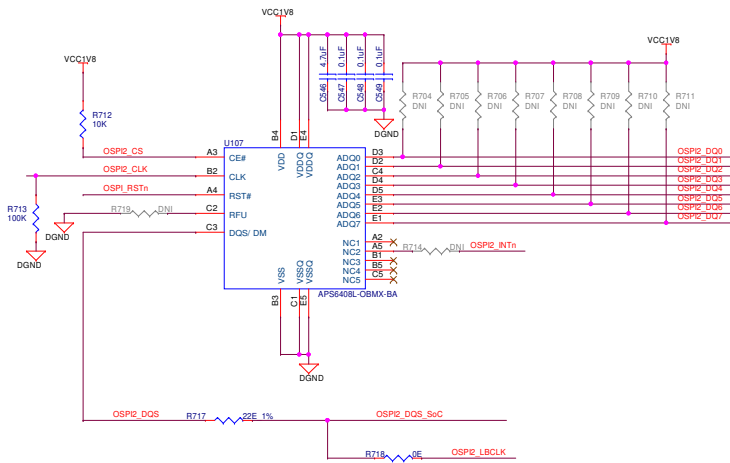 VCC1V8
VCC1V8
VCC1V8
4.7uF
0.1uF
0.1uF
0.1uF
C546
C547
C548
C549
R704
DNI
R705
DNI
R706
DNI
R707
DNI
R708
DNI
R709
DNI
R710
DNI
R711
DNI
R712
10K
DGND
B4
D1
E4
U107
OSPI2_CS
A3
CE#
VDD
VDDQ
VDDQ
ADQ0
D3
OSPI2_DQ0
ADQ1
D2
OSPI2_DQ1
OSPI2_CLK
B2
CLK
ADQ2
C4
OSPI2_DQ2
ADQ3
D4
OSPI2_DQ3
OSPI_RSTn
A4
RST#
ADQ4
D5
OSPI2_DQ4
ADQ5
E3
OSPI2_DQ5
R713
100K
R719
DNI
C2
RFU
ADQ6
E2
OSPI2_DQ6
ADQ7
E1
OSPI2_DQ7
DGND
C3
DQS/ DM
NC1
A2
NC2
A5
R714
DNI
OSPI2_INTn
DGND
NC3
B1
NC4
B5
NC5
C5
VSS
VSSQ
VSSQ
APS6408L-OBMX-BA
B3
C1
E5
DGND
OSPI2_DQS
R717
22E_1%
OSPI2_DQS_SoC
R718
0E
OSPI2_LBCLK